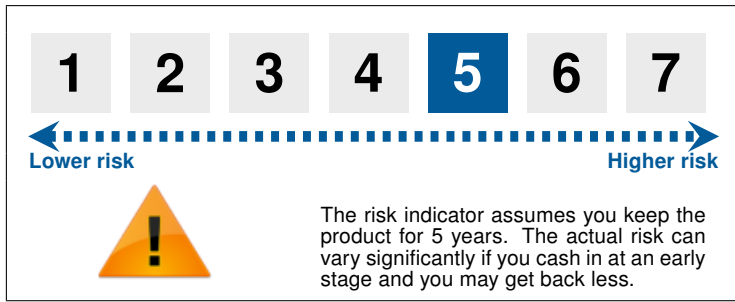 1 2 3 4 5 6 7
Lower risk Higher risk
!
The risk indicator assumes you keep the
product for 5 years. The actual risk can
vary significantly if you cash in at an early
stage and you may get back less.